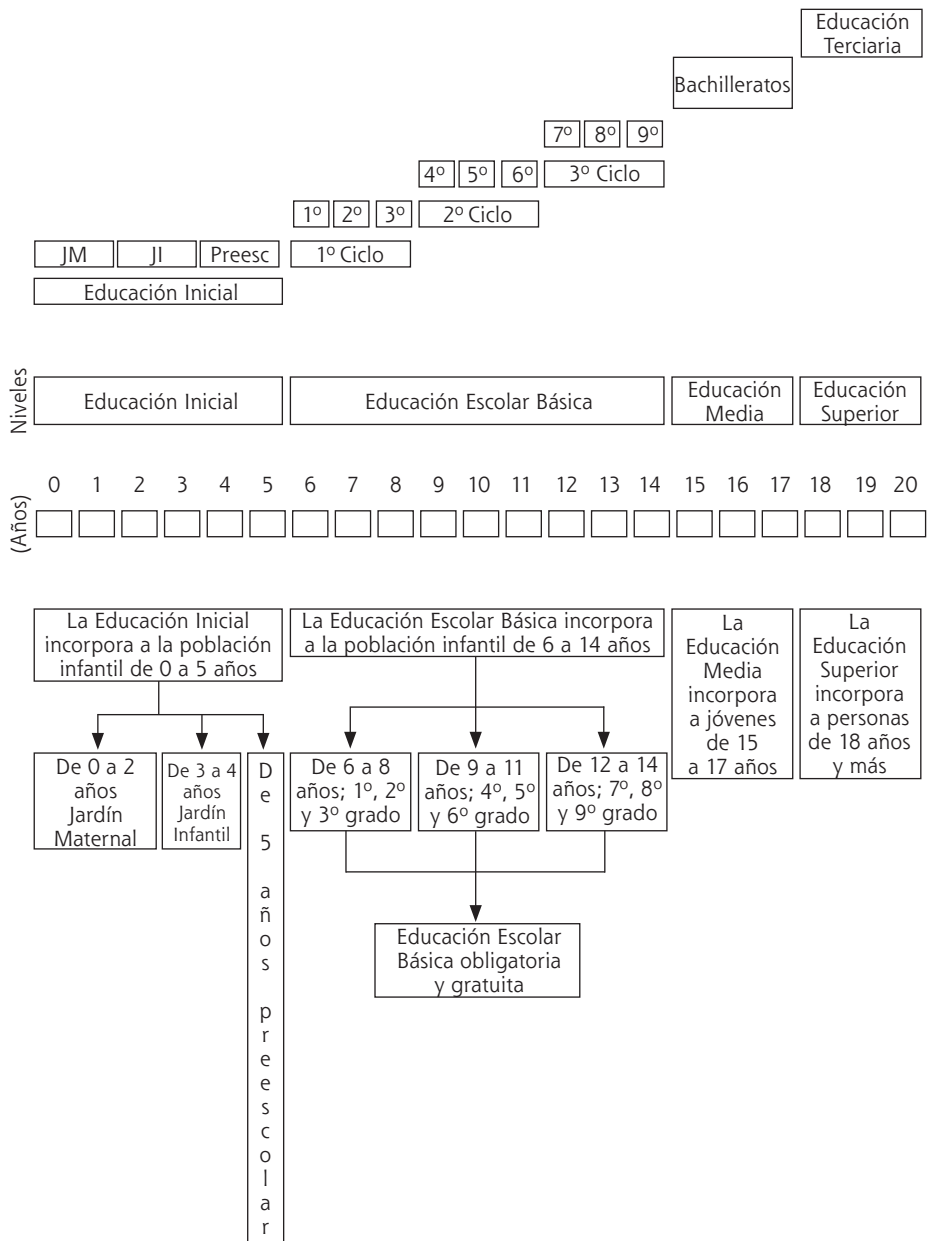 Educación
Terciaria
Bachilleratos
7º 8º 9º
4º 5º 6º 3º Ciclo
1º 2º 3º 2º Ciclo
JM JI Preesc 1º Ciclo
Educación Inicial
Niveles
Educación Inicial
Educación Escolar Básica
Educación
Media
Educación
Superior
(Años)
0 1 2 3 4 5 6 7 8 9 10 11 12 13 14 15 16 17 18 19 20
La Educación Inicial
incorpora a la población
infantil de 0 a 5 años
La Educación Escolar Básica incorpora
a la población infantil de 6 a 14 años
La
Educación
Media
incorpora
a jóvenes
de 15
a 17 años
La
Educación
Superior
incorpora
a personas
de 18 años
y más
De 0 a 2
años
Jardín
Maternal
De 3 a 4
años
Jardín
Infantil
De 5 años preescolar
De 6 a 8
años; 1º, 2º
y 3º grado
De 9 a 11
años; 4º, 5º
y 6º grado
De 12 a 14
años; 7º, 8º
y 9º grado
Educación Escolar
Básica obligatoria
y gratuita